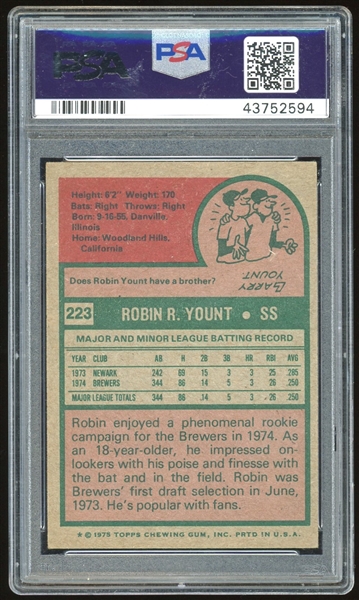 PSA
PSA
43752594
Height: 6'2" Weight: 170
Bats: Right Throws: Right
Born: 9-16-55, Danville,
Illinois
Home: Woodland Hills,
California
LARRY
YOUNT
Does Robin Yount have a brother?
223 ROBIN R. YOUNT • SS
MAJOR AND MINOR LEAGUE BATTING RECORD
YEAR CLUB AB H 2B 3B HR RBI AVG.
1973 NEWARK 242 69 15 3 3 25 .285
1974 BREWERS 344 86 14 5 3 26 .250
MAJOR LEAGUE TOTALS 344 86 14 5 3 26 .250
Robin enjoyed a phenomenal rookie
campaign for the Brewers in 1974. As
an 18-year-older, he impressed on-
lookers with his poise and finesse with
the bat and in the field. Robin was
Brewers' first draft selection in June,
1973. He's popular with fans.
* © 1975 TOPPS CHEWING GUM, INC. PRTD IN U.S.A.